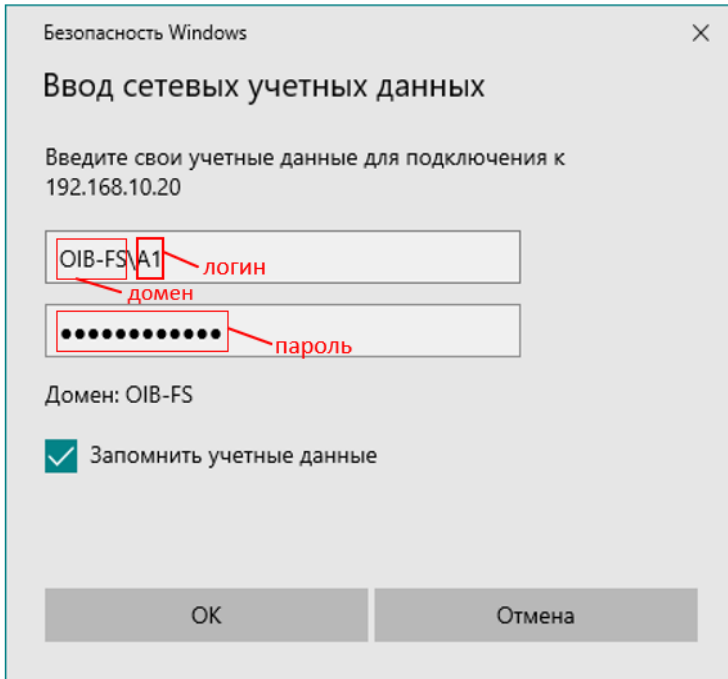 Безопасность Windows
Ввод сетевых учетных данных
Введите свои учетные данные для подключения к
192.168.10.20
OIB-FS\A1
логин
домен
●●●●●●●●●●●●
пароль
Домен: OIB-FS
Запомнить учетные данные
ОК
Отмена